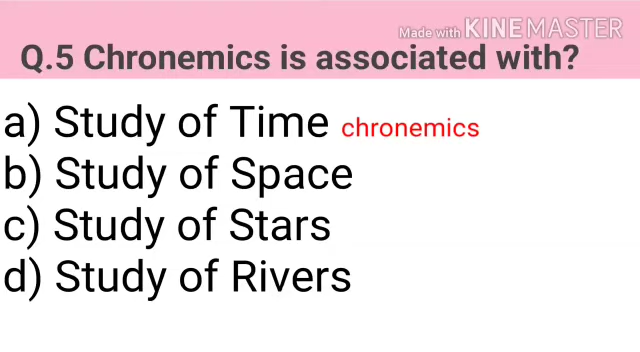 Made with KINEMASTER
Q.5 Chronemics is associated with?
a) Study of Time chronemics
b) Study of Space
c) Study of Stars
d) Study of Rivers